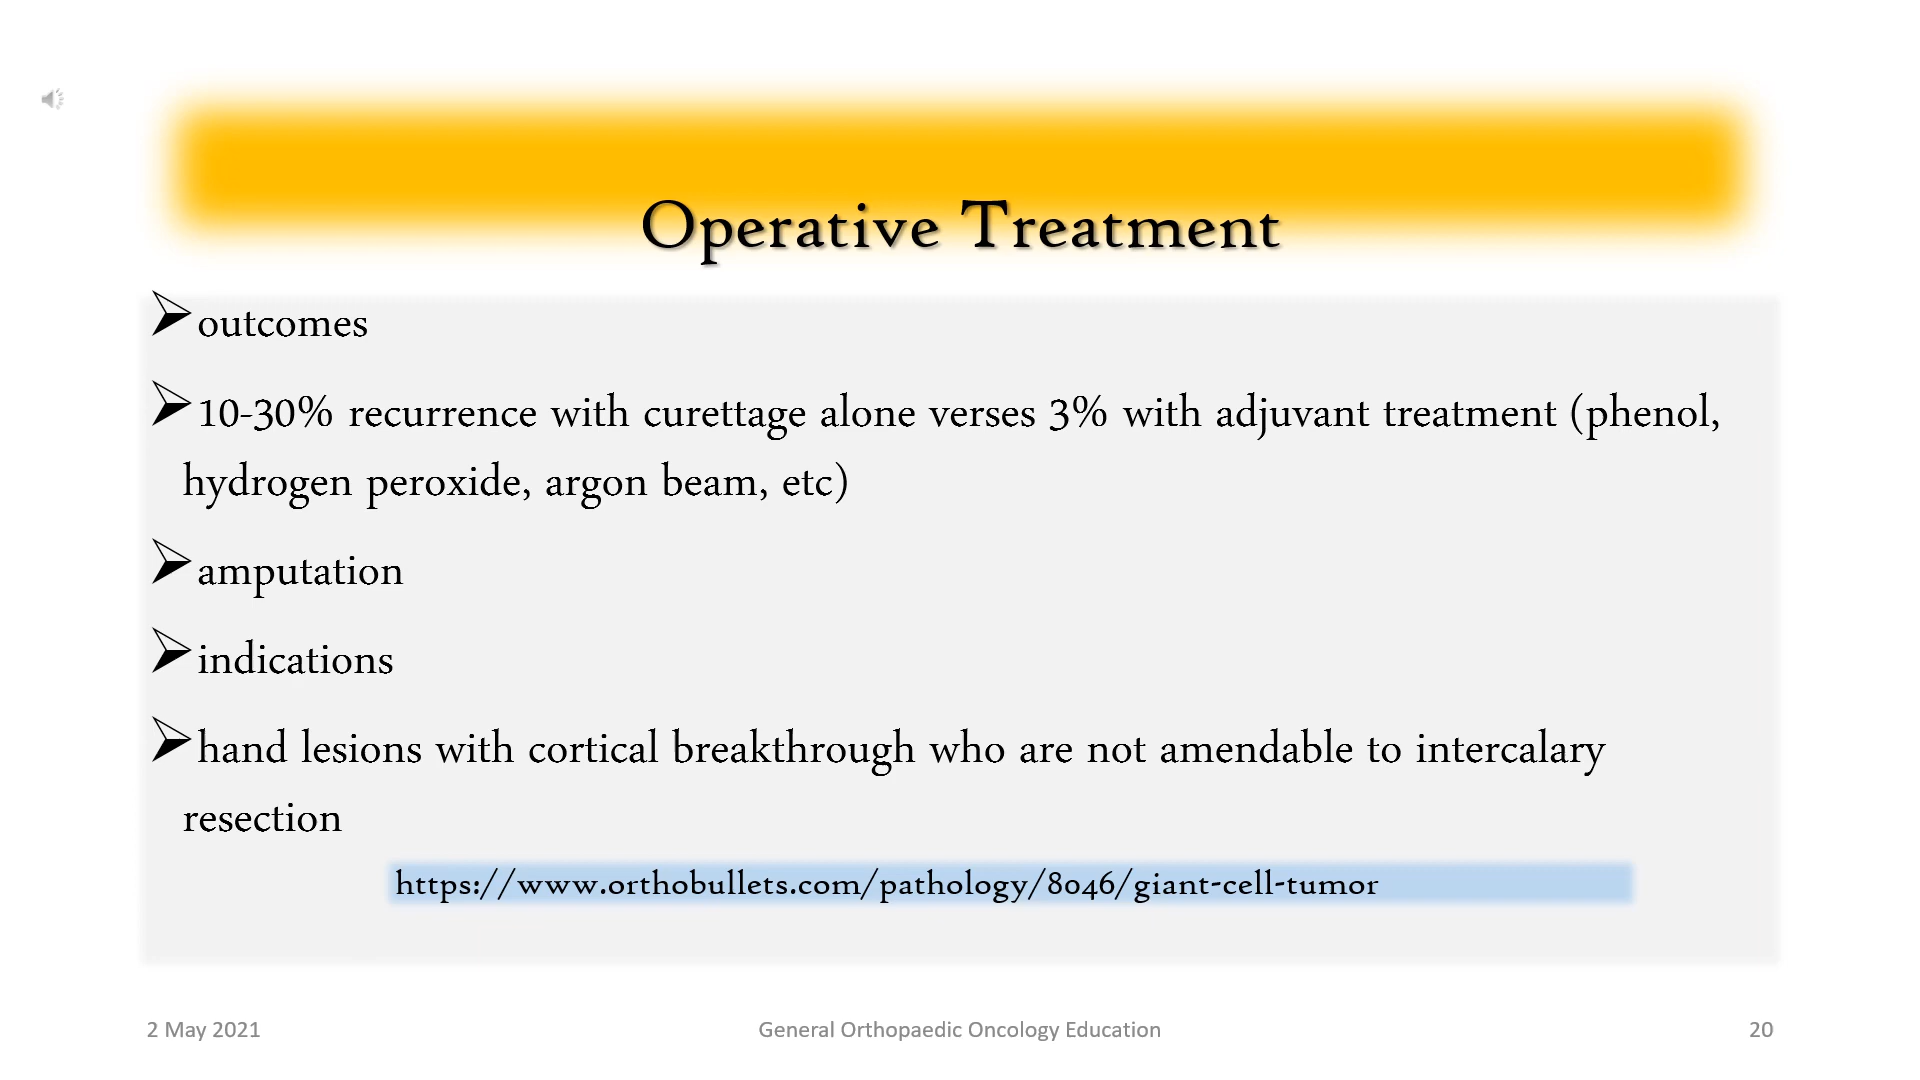 Operative Treatment
➢outcomes
➢10-30% recurrence with curettage alone verses 3% with adjuvant treatment (phenol,
hydrogen peroxide, argon beam, etc)
➢amputation
➢indications
➢hand lesions with cortical breakthrough who are not amendable to intercalary
resection
https://www.orthobullets.com/pathology/8046/giant-cell-tumor
2 May 2021
General Orthopaedic Oncology Education
20